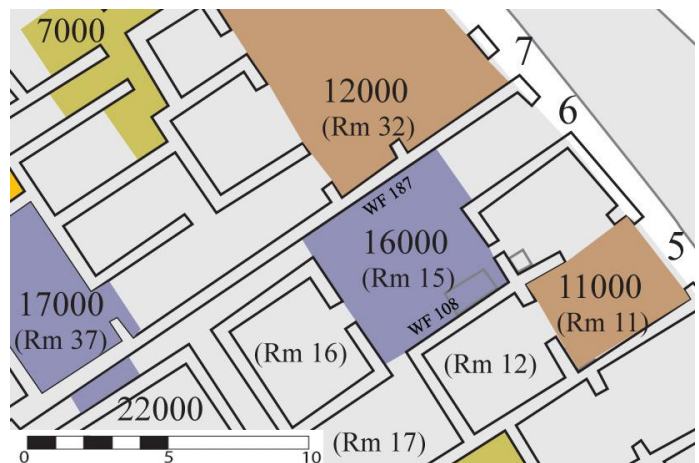 7000
7
12000
(Rm 32)
6
WF 187
16000
(Rm 15)
5
17000
(Rm 37)
11000
(Rm 11)
WF 108
(Rm 16)
(Rm 12)
22000
(Rm 17)
0 5 10